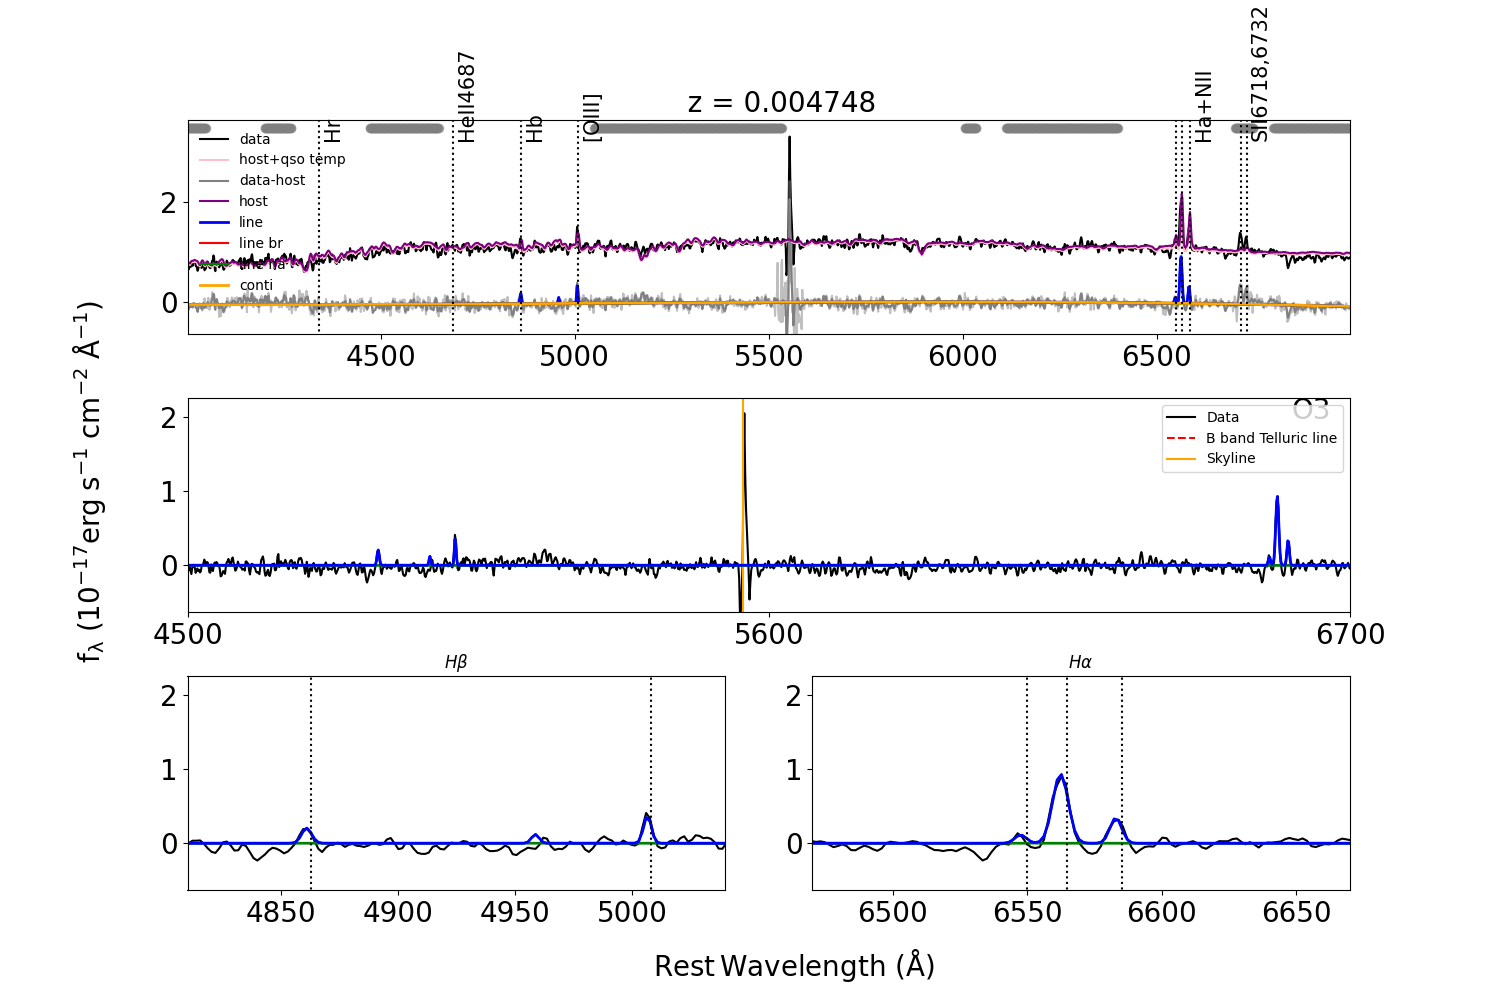 z = 0.004748
Hr
HeII4687
Hb
[OIII]
Ha+NII
SII6718,6732
data
host+qso temp
data-host
host
line
line br
conti
2
0
4500 5000 5500 6000 6500
O3
Data
B band Telluric line
Skyline
2
1
0
4500 5600 6700
fλ (10⁻¹⁷erg s⁻¹ cm⁻² Å⁻¹)
Hβ
2
1
0
4850 4900 4950 5000
Hα
2
1
0
6500 6550 6600 6650
Rest Wavelength (Å)